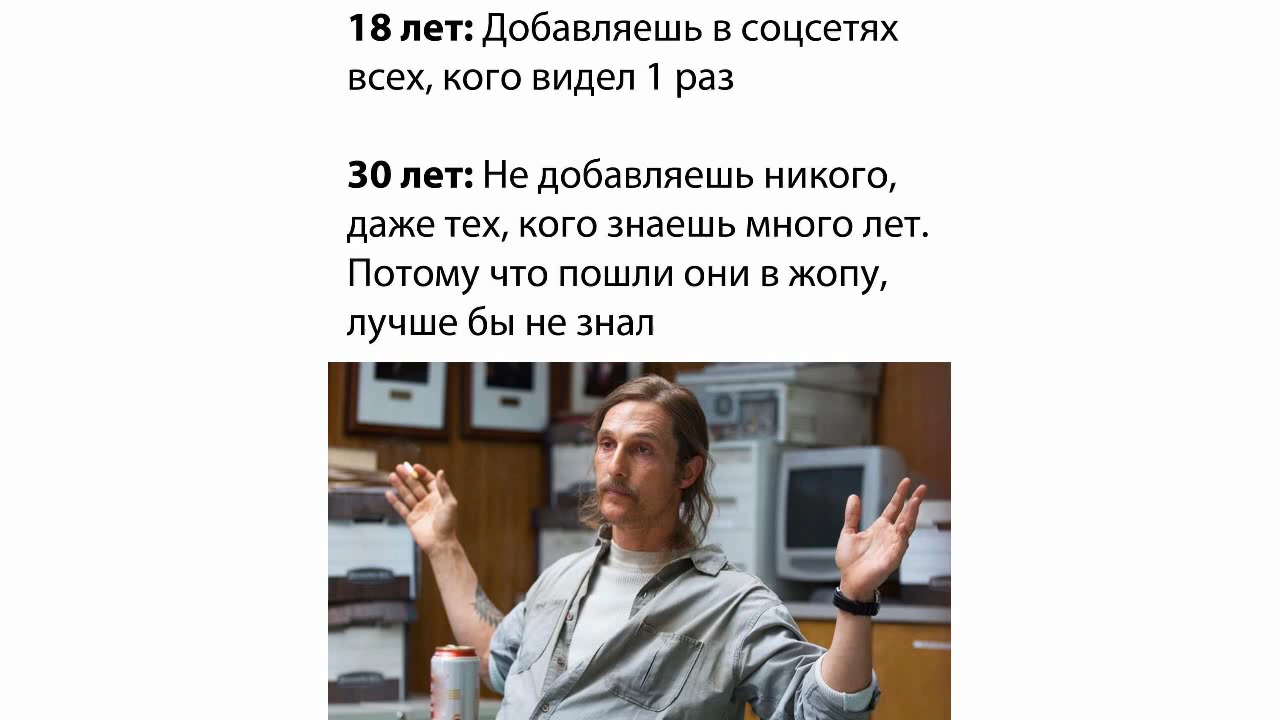 18 лет: Добавляешь в соцсетях
всех, кого видел 1 раз
30 лет: Не добавляешь никого,
даже тех, кого знаешь много лет.
Потому что пошли они в жопу,
лучше бы не знал